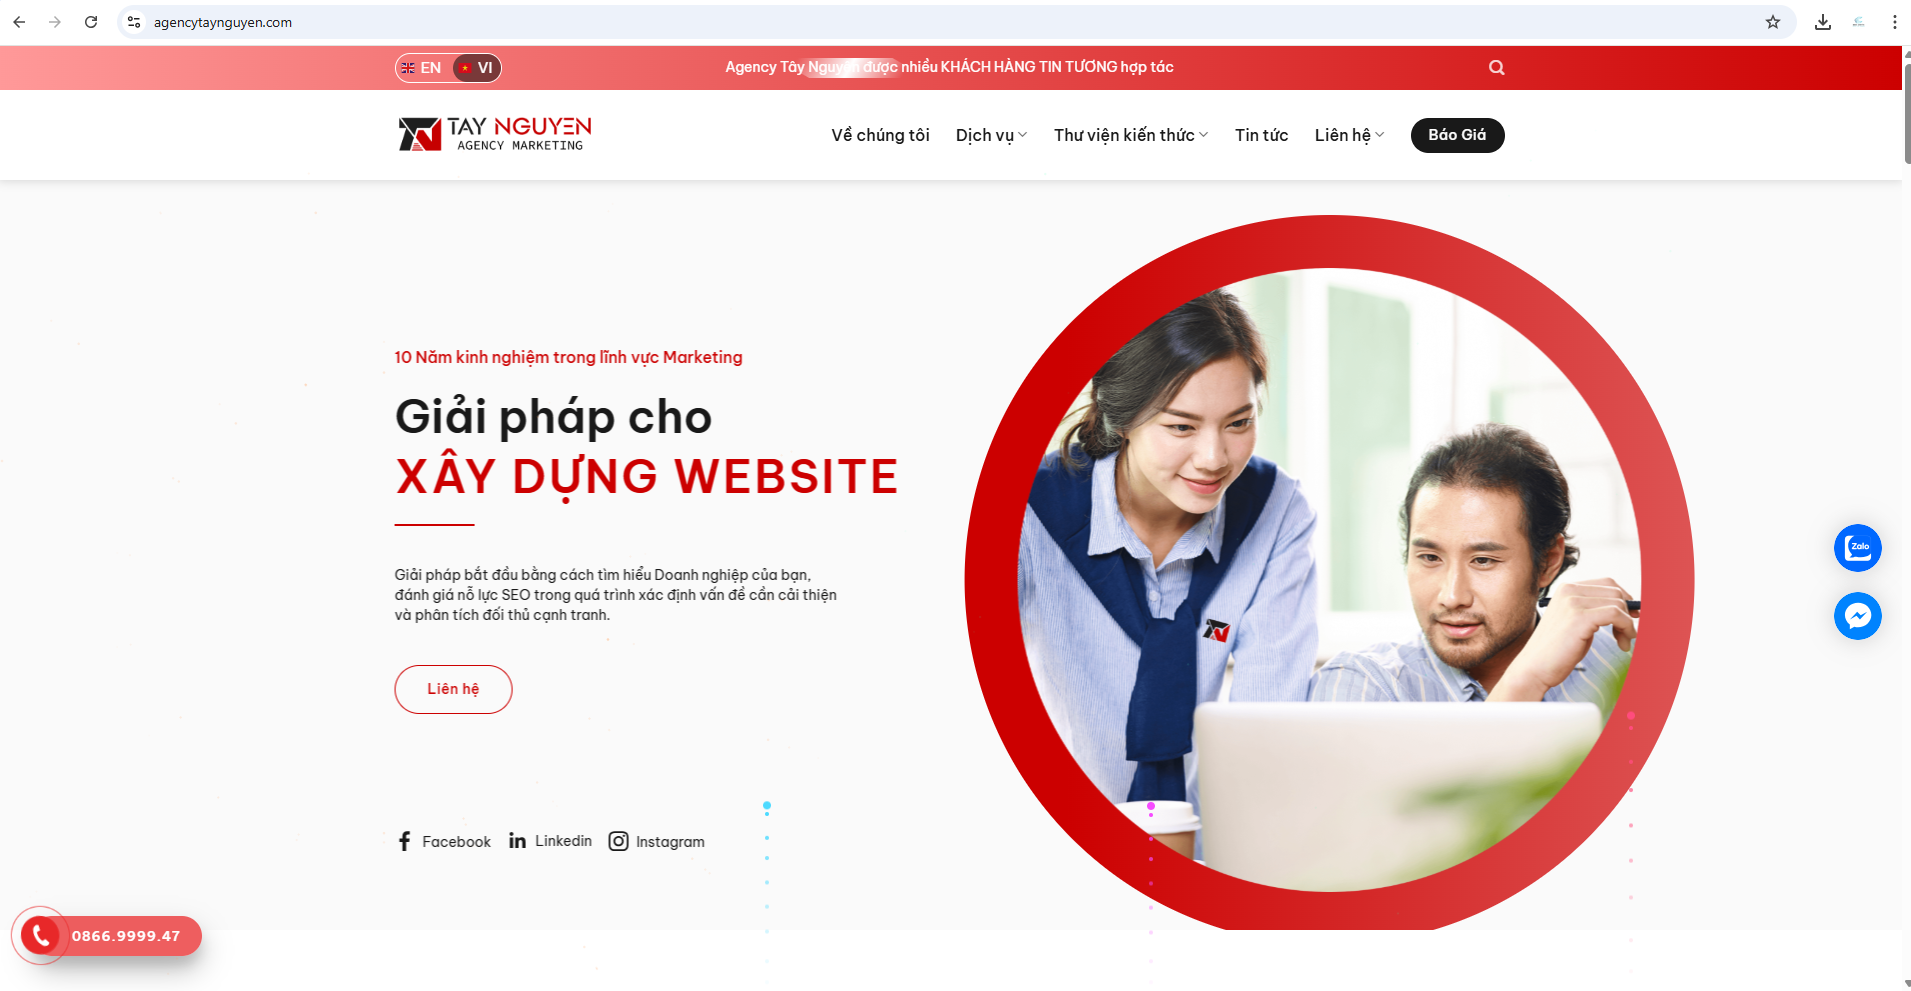 agencytaynguyen.com
EN VI
Agency Tây Nguyên được nhiều KHÁCH HÀNG TIN TƯỞNG hợp tác
TAY NGUYEN
AGENCY MARKETING
Về chúng tôi Dịch vụ Thư viện kiến thức Tin tức Liên hệ Báo Giá
10 Năm kinh nghiệm trong lĩnh vực Marketing
Giải pháp cho
XÂY DỰNG WEBSITE
Giải pháp bắt đầu bằng cách tìm hiểu Doanh nghiệp của bạn,
đánh giá nỗ lực SEO trong quá trình xác định vấn đề cần cải thiện
và phân tích đối thủ cạnh tranh.
Liên hệ
Zalo
Facebook Linkedin Instagram
0866.9999.47